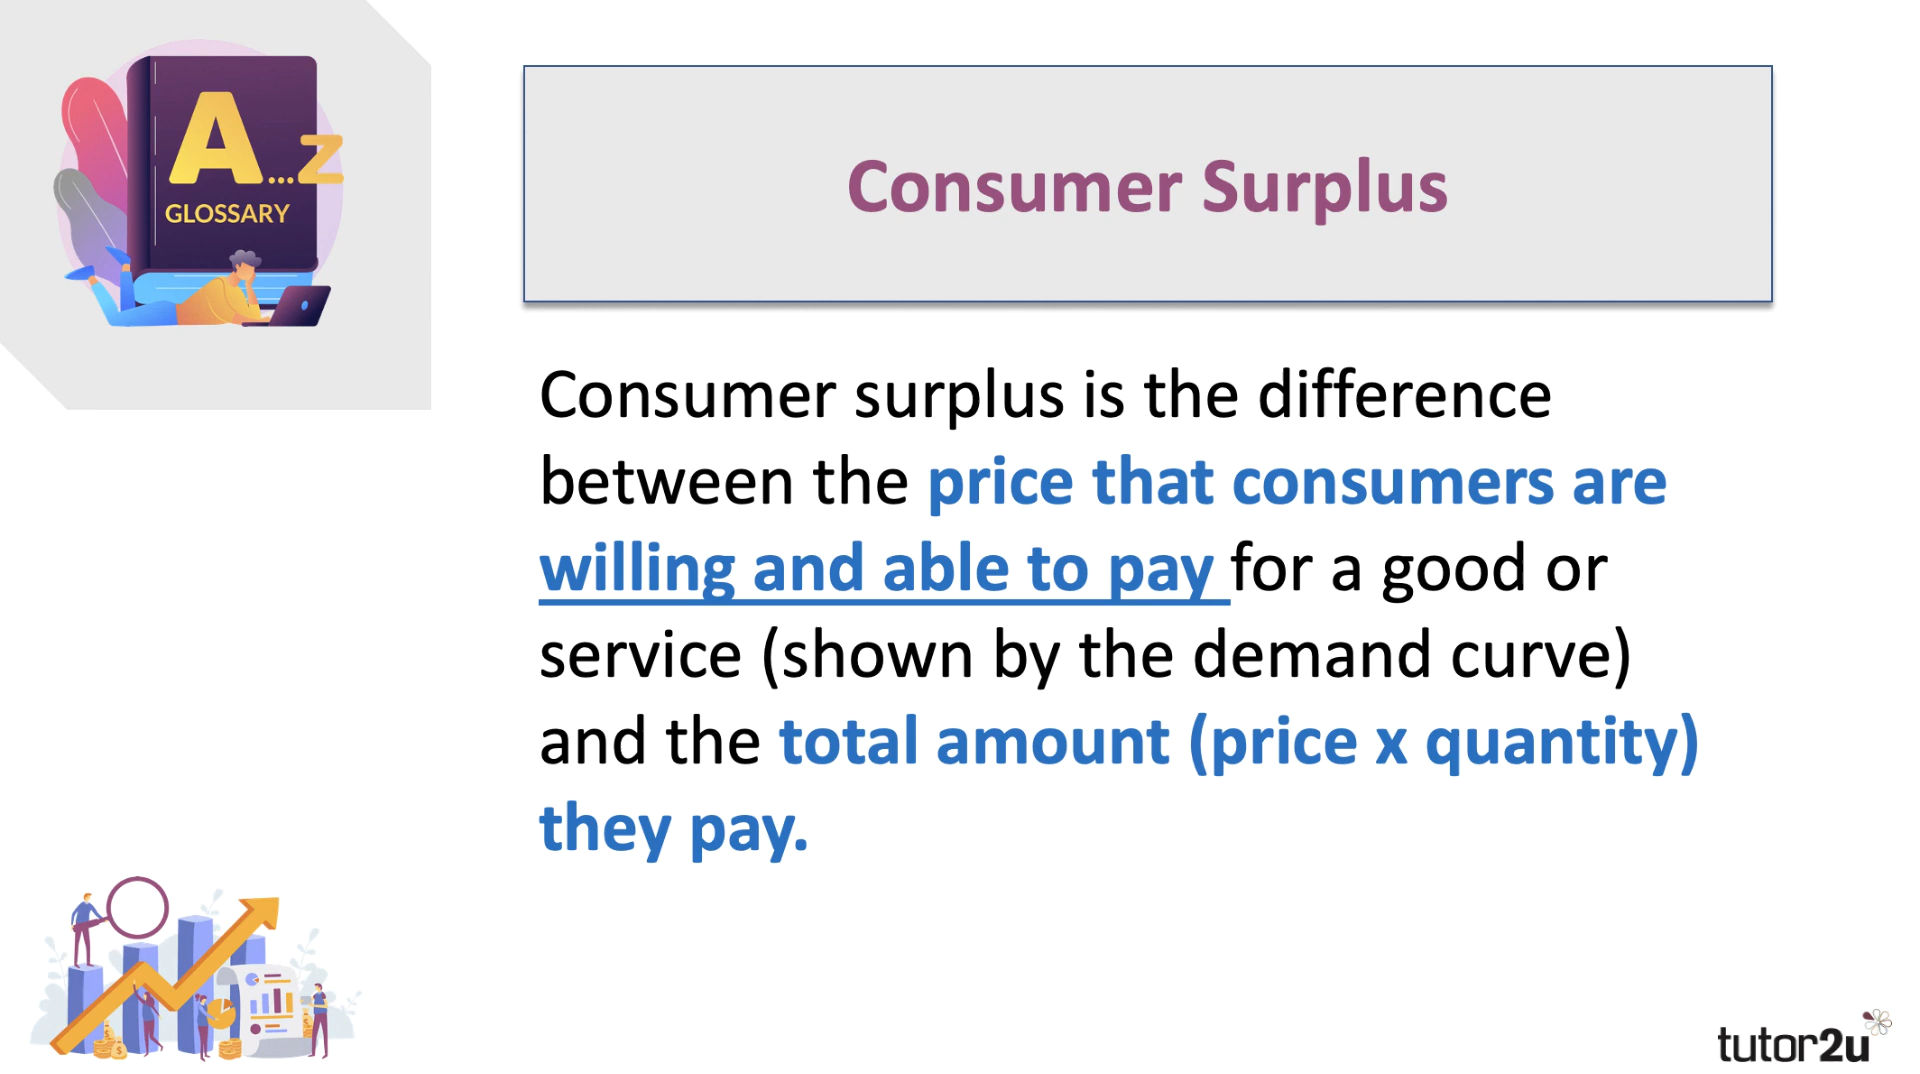 A...Z
GLOSSARY
Consumer Surplus
Consumer surplus is the difference
between the price that consumers are
willing and able to pay for a good or
service (shown by the demand curve)
and the total amount (price x quantity)
they pay.
tutor2u